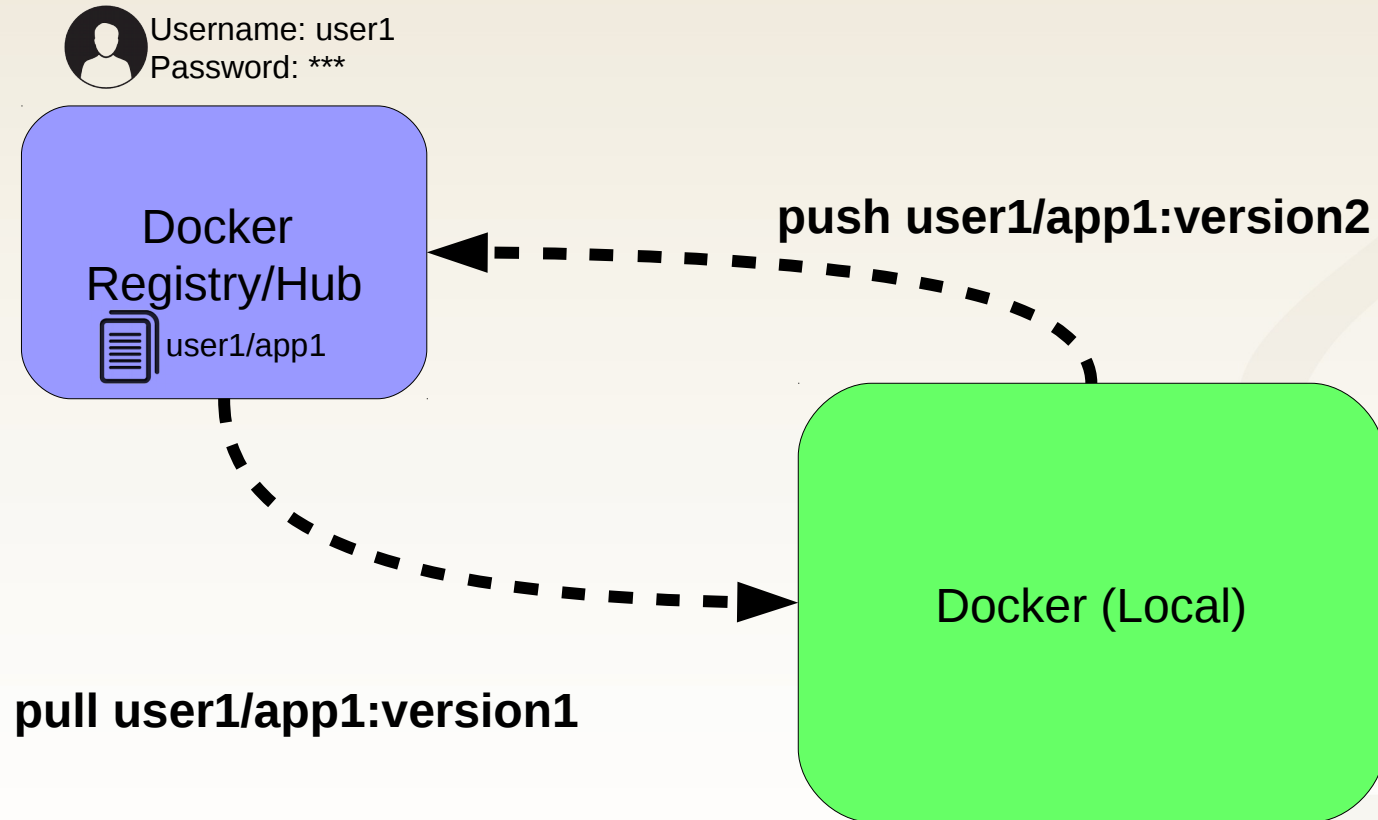 Username: user1
Password: ***
Docker
Registry/Hub
user1/app1
push user1/app1:version2
Docker (Local)
pull user1/app1:version1